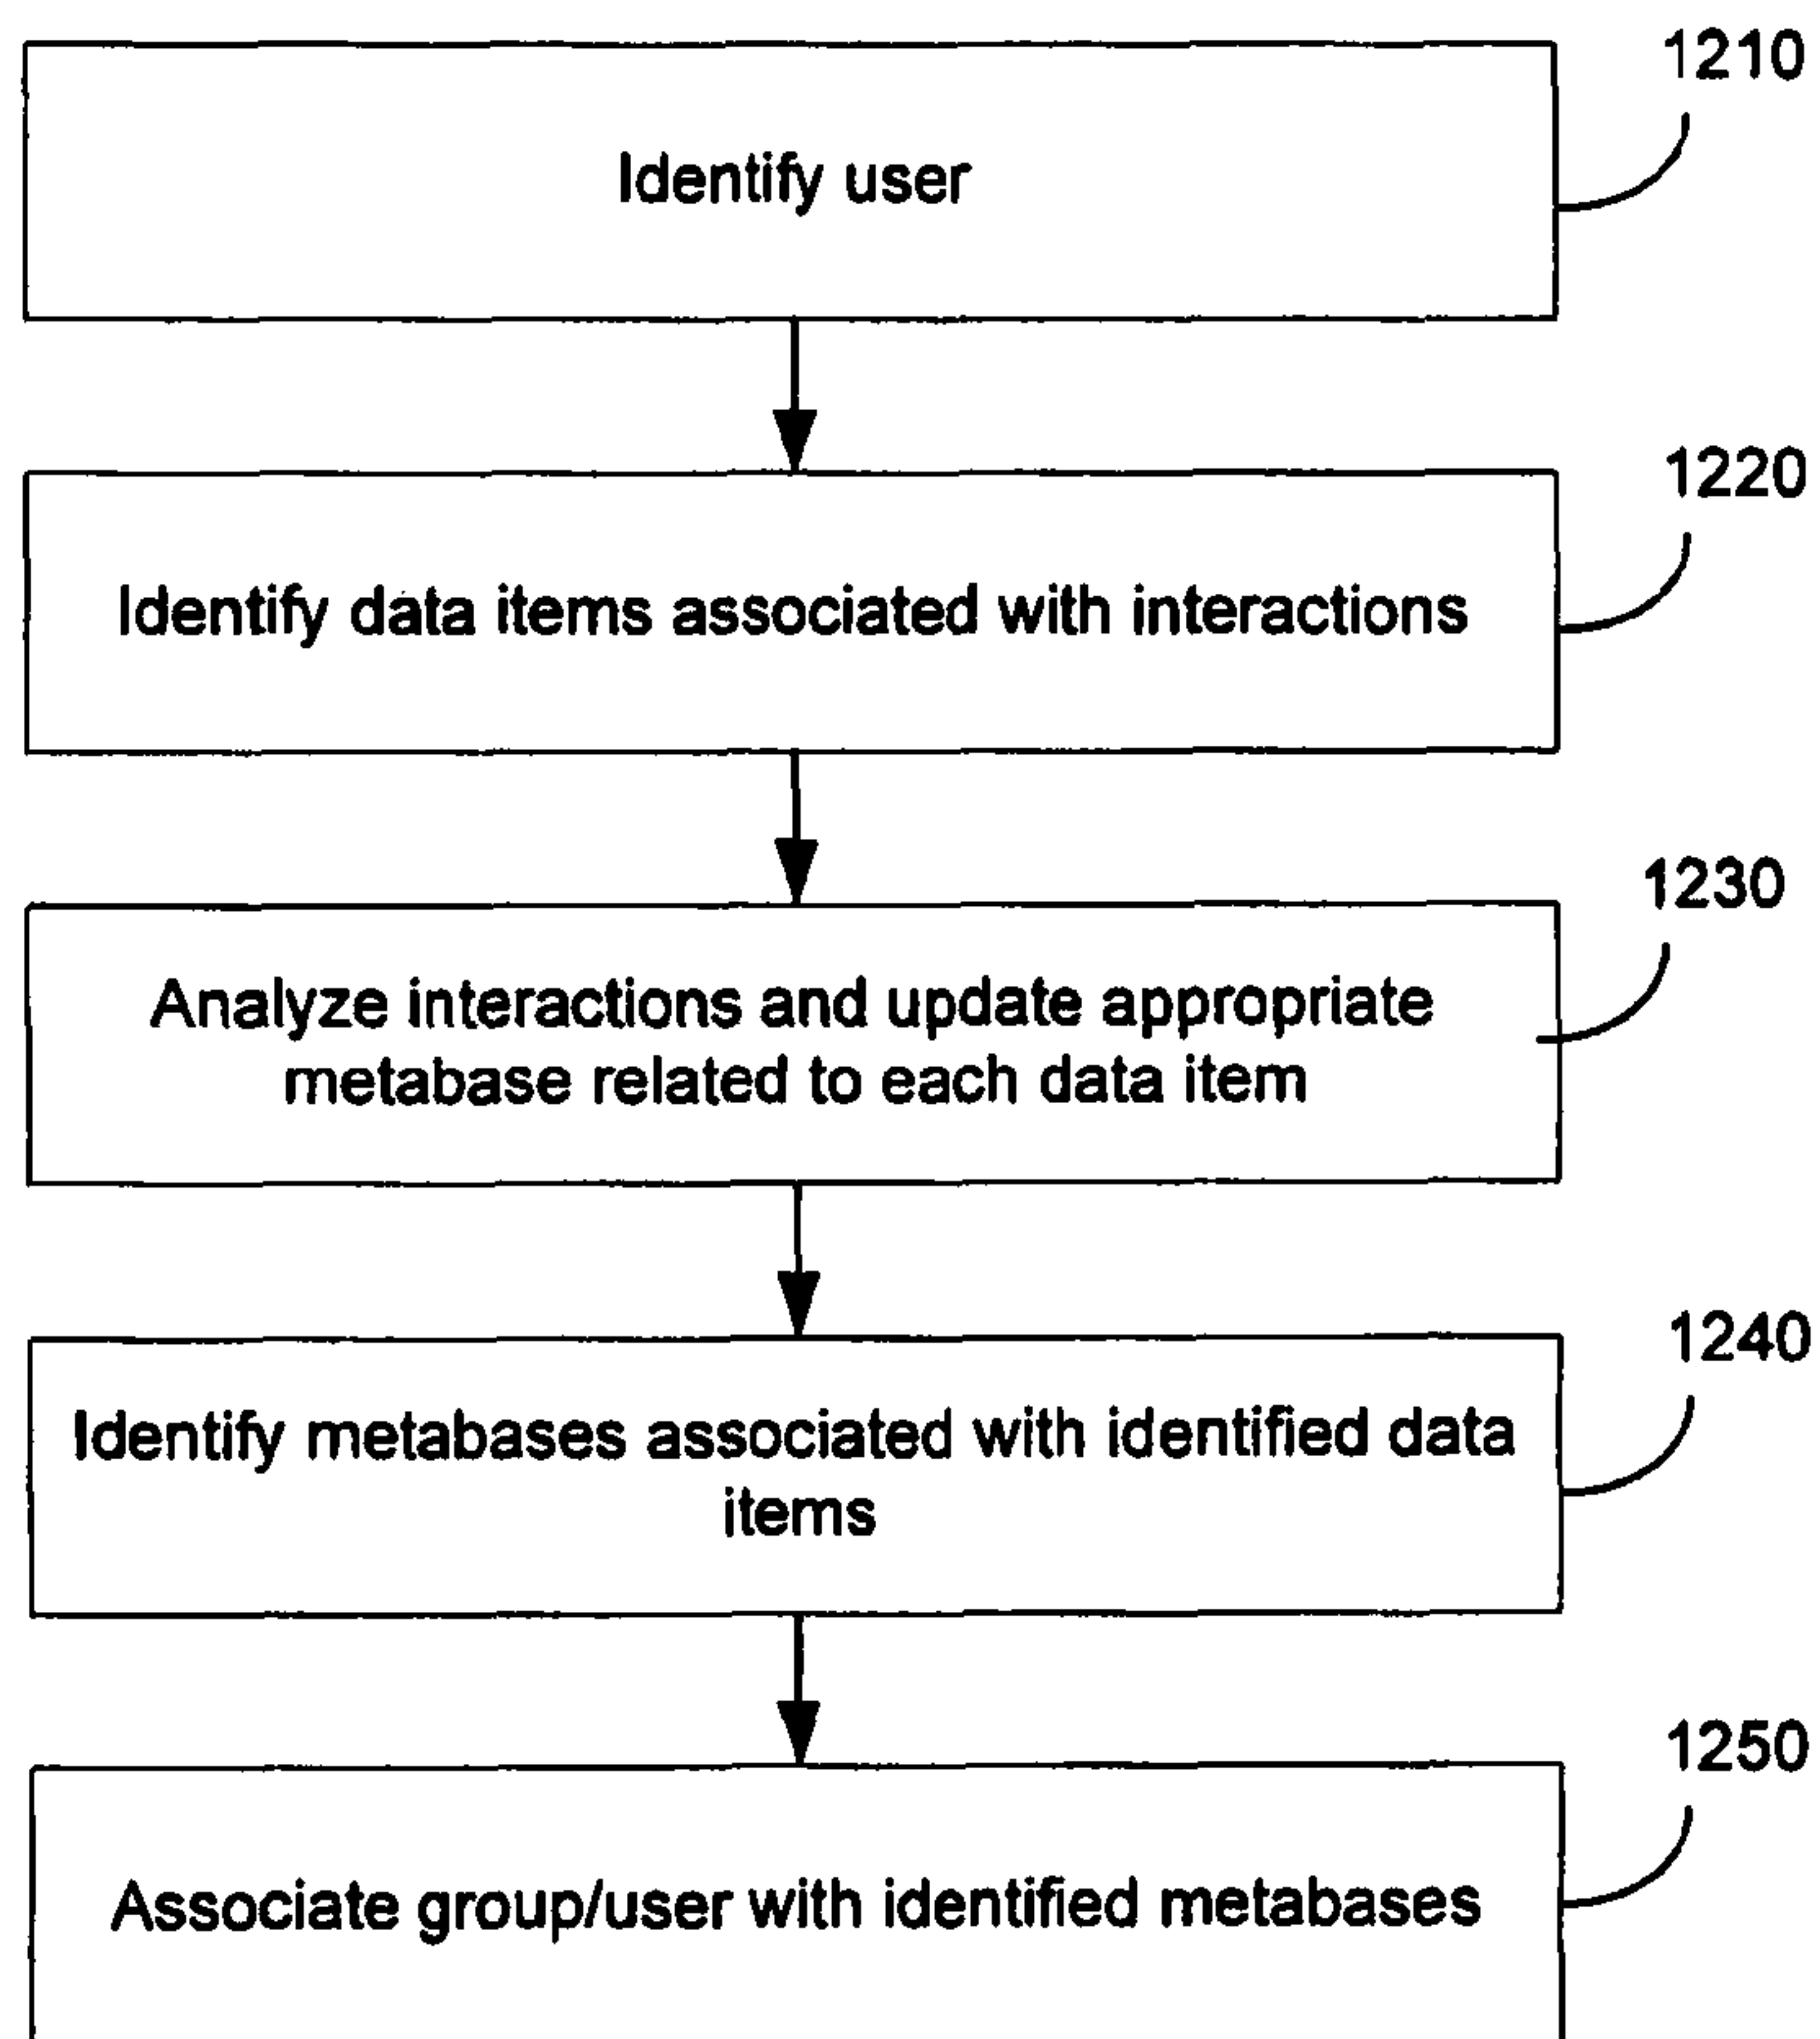 1210
Identify user
1220
Identify data items associated with interactions
1230
Analyze interactions and update appropriate
metabase related to each data item
1240
Identify metabases associated with identified data
items
1250
Associate group/user with identified metabases